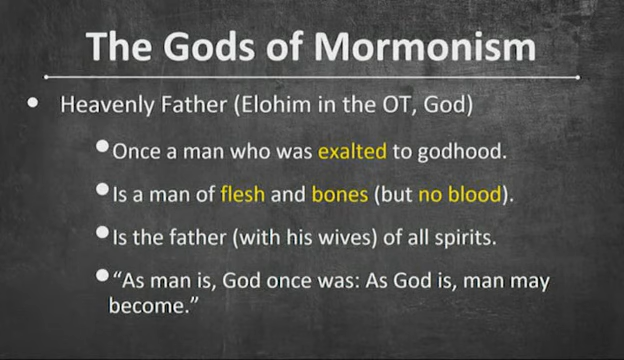 The Gods of Mormonism
• Heavenly Father (Elohim in the OT, God)
•Once a man who was exalted to godhood.
•Is a man of flesh and bones (but no blood).
•Is the father (with his wives) of all spirits.
•“As man is, God once was: As God is, man may
become.”